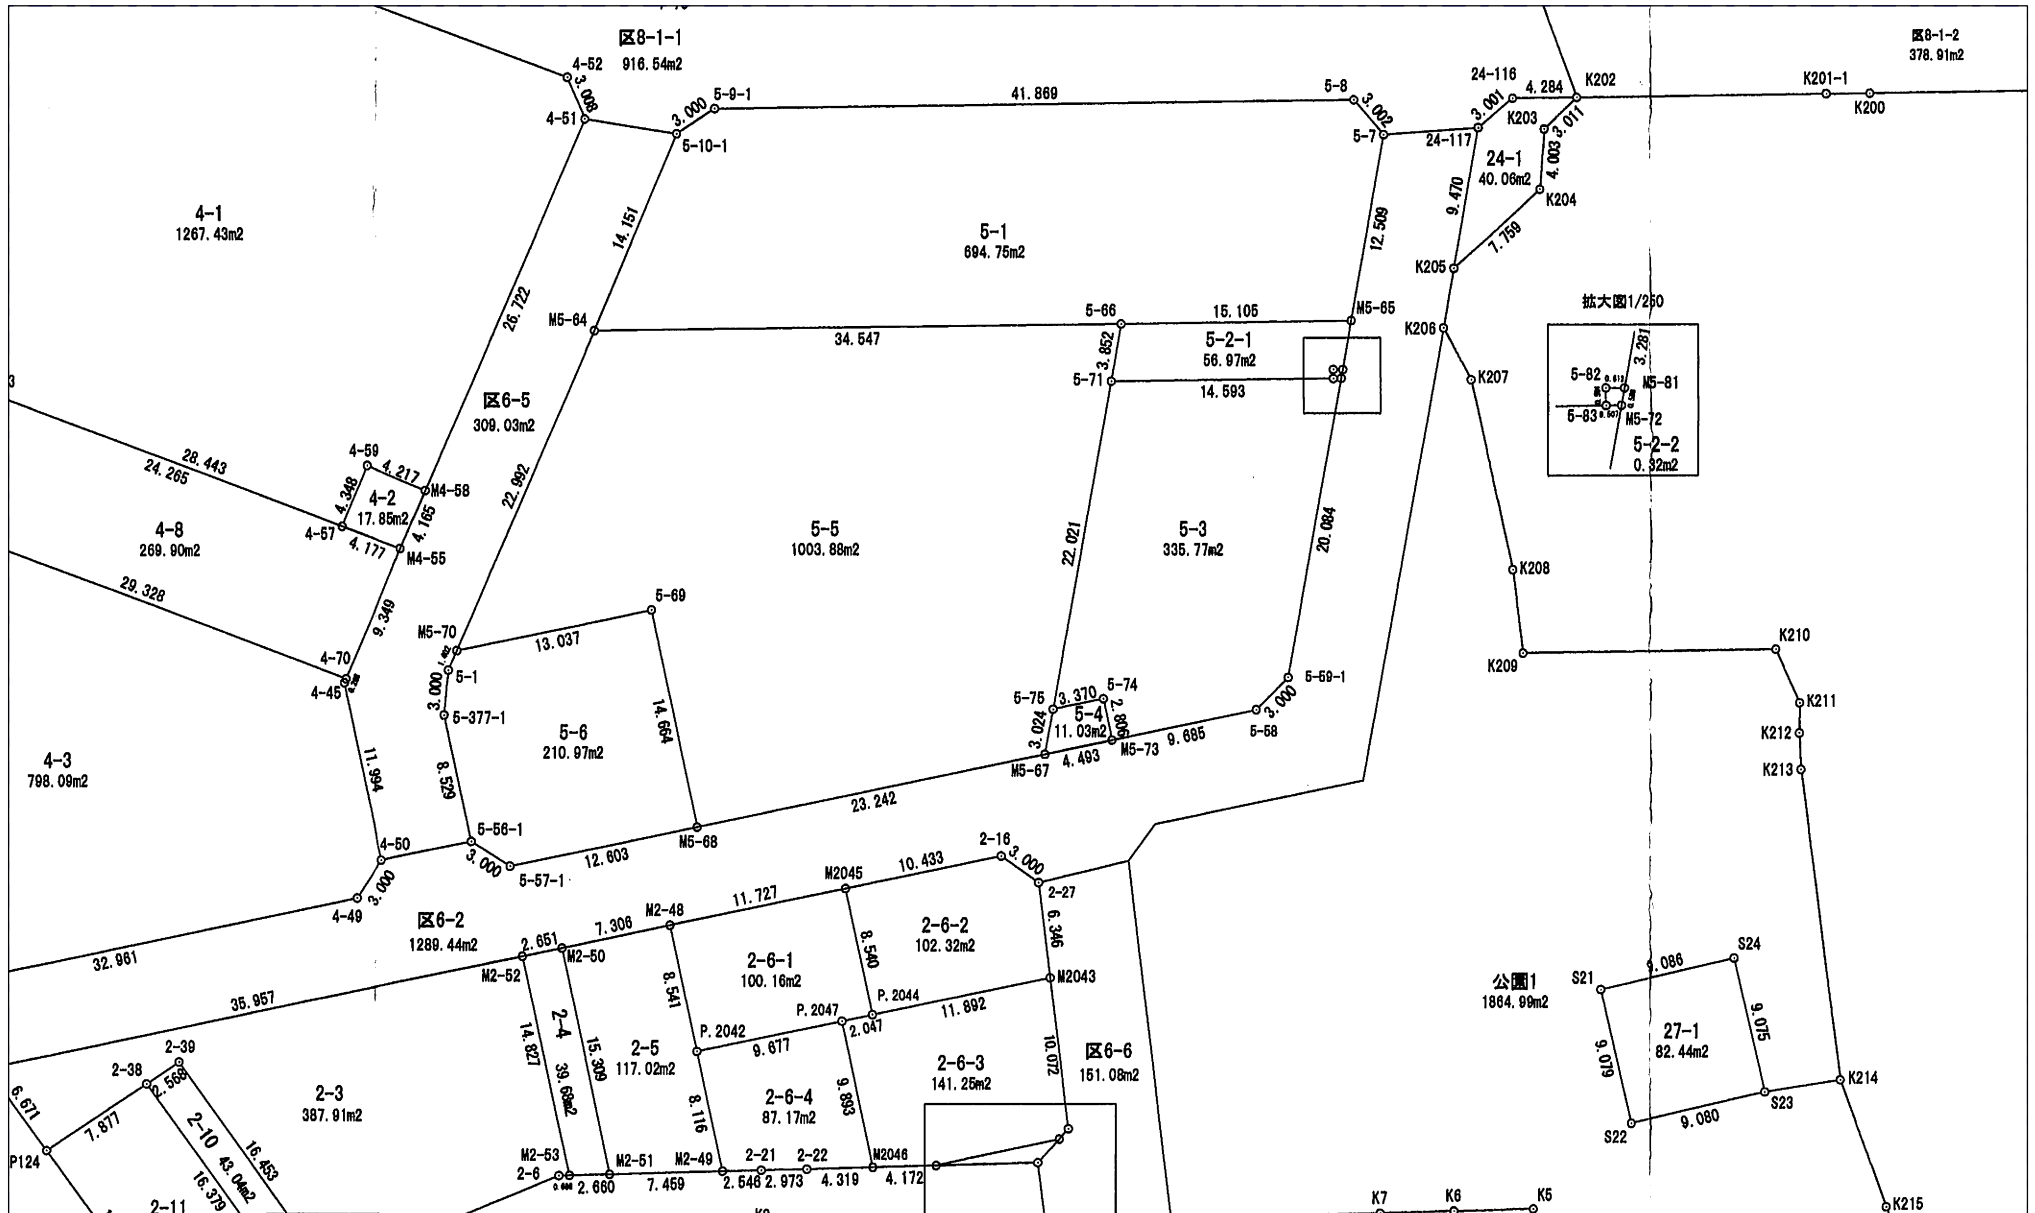 区8-1-1
916.54m2
4-52
3.008
4-51
3.000
5-9-1
5-10-1
41.869
5-8
3.002
5-7
24-116
4.284
K202
3.001
24-117
K203
3.011
K201-1
K200
区8-1-2
378.91m2
24-1
40.06m2
4.003
K204
9.470
7.759
K205
K206
K207
4-1
1267.43m2
14.151
5-1
694.75m2
12.509
26.722
M5-64
34.547
5-66
15.105
M5-65
3.852
5-2-1
56.97m2
5-71
14.593
拡大図1/250
3.281
5-82
0.613
M5-81
5-83
0.507
M5-72
5-2-2
0.32m2
区6-5
309.03m2
22.992
28.443
24.265
4-59
4.217
4.348
4-2
17.85m2
M4-58
4.165
4-57
4.177
M4-55
4-8
269.90m2
29.328
9.349
5-5
1003.88m2
22.021
5-3
335.77m2
20.084
K208
K209
K210
K211
K212
K213
4-70
4-45
M5-70
13.037
5-69
5-1
3.000
5-377-1
14.664
5-6
210.97m2
8.529
11.994
4-3
798.09m2
5-75
3.370
5-74
5-4
11.03m2
3.024
2.806
M5-67
4.493
M5-73
9.685
5-58
3.000
5-59-1
23.242
5-56-1
3.000
5-57-1
12.603
M5-68
4-50
3.000
4-49
32.961
区6-2
1289.44m2
35.957
M2-52
2.651
M2-50
7.306
M2-48
11.727
M2045
10.433
2-16
3.000
2-27
6.346
2-6-2
102.32m2
8.540
2-6-1
100.16m2
8.541
P.2042
9.677
P.2047
2.047
P.2044
11.892
M2043
10.072
2-4
39.68m2
14.827
15.309
2-5
117.02m2
8.116
2-6-4
87.17m2
9.893
2-6-3
141.25m2
区6-6
151.08m2
公園1
1864.99m2
S21
9.086
S24
9.079
27-1
82.44m2
9.075
S22
9.080
S23
K214
K215
2-39
2-38
2.568
6.671
7.877
P124
2-10
43.04m2
16.453
16.379
2-11
2-3
387.91m2
M2-53
2-6
2.660
M2-51
7.459
M2-49
2.546
2-21
2.973
2-22
4.319
M2046
4.172
K7
K6
K5